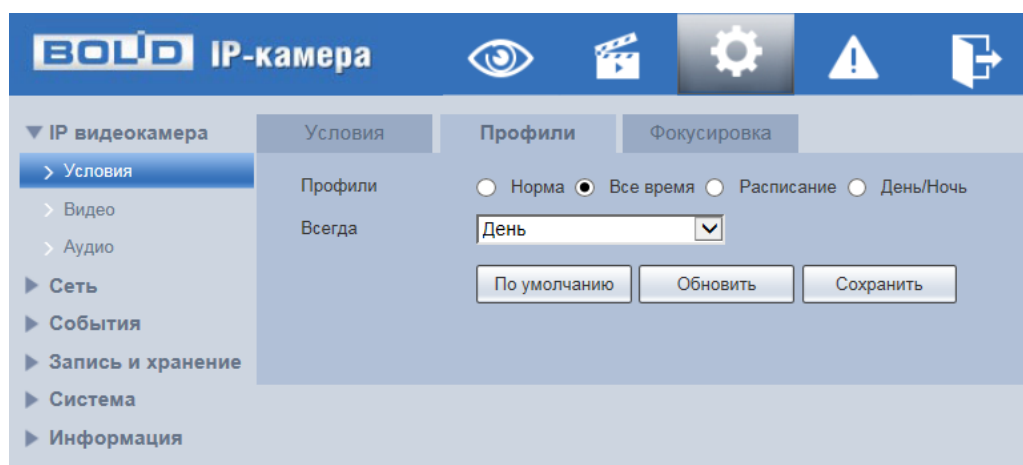 BOLID IP-камера
IP видеокамера
Условия
Видео
Аудио
Сеть
События
Запись и хранение
Система
Информация
Условия Профили Фокусировка
Профили Норма Все время Расписание День/Ночь
Всегда День
По умолчанию Обновить Сохранить